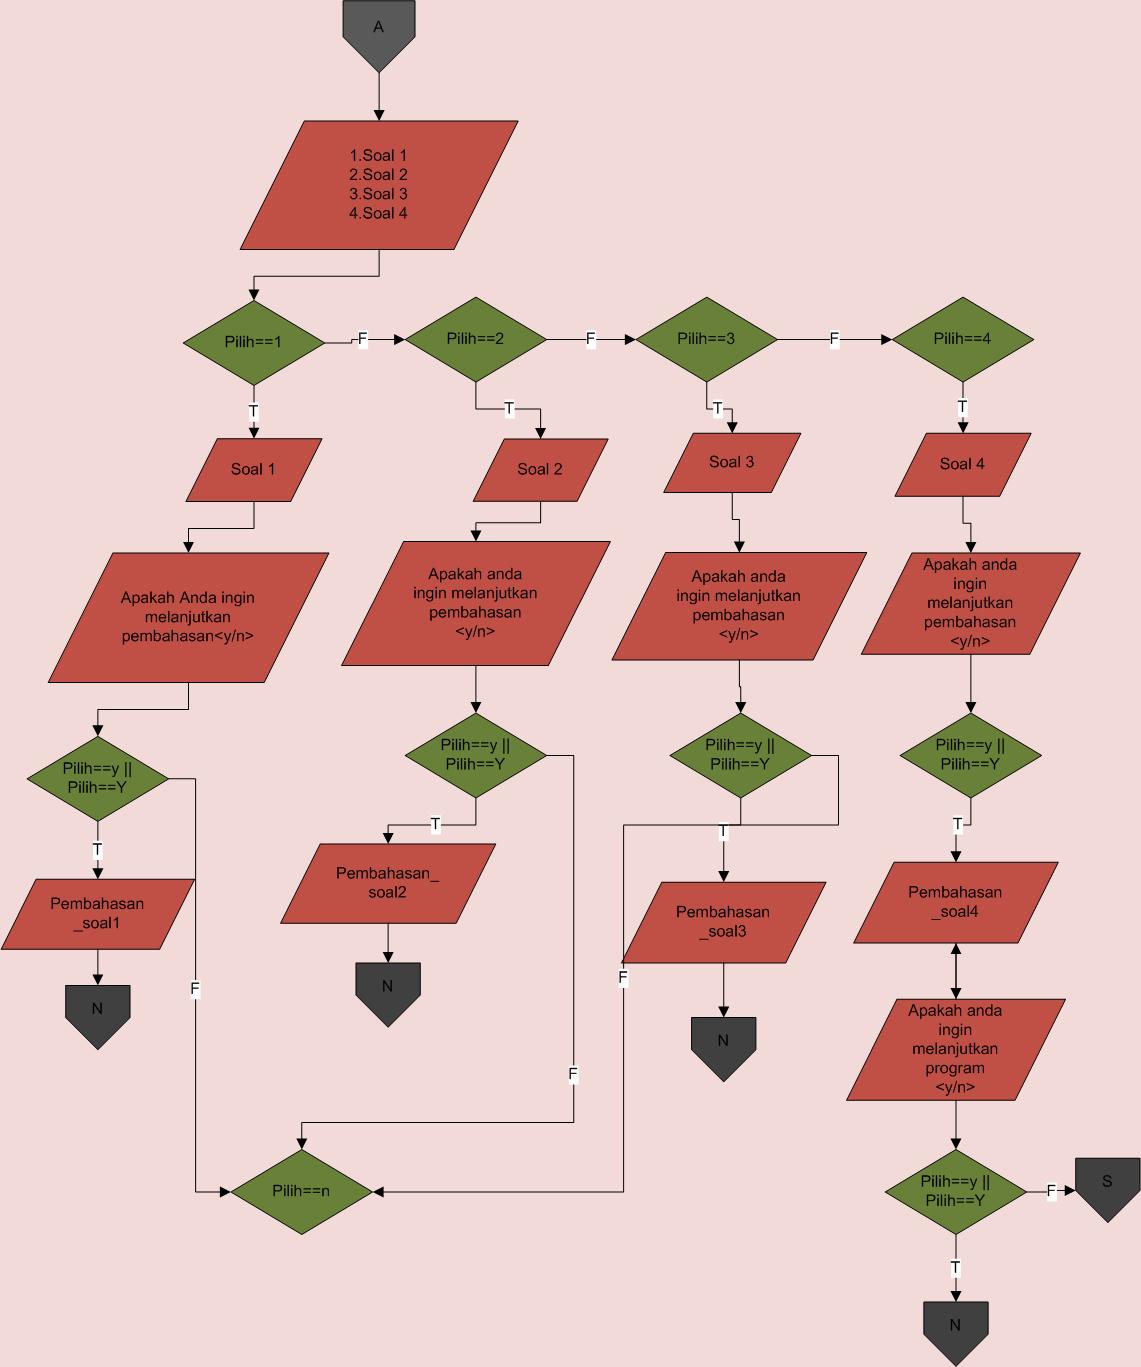 A
1.Soal 1
2.Soal 2
3.Soal 3
4.Soal 4
Pilih==1
F
Pilih==2
F
Pilih==3
F
Pilih==4
T
T
T
T
Soal 1
Soal 2
Soal 3
Soal 4
Apakah Anda ingin
melanjutkan
pembahasan<y/n>
Apakah anda
ingin melanjutkan
pembahasan
<y/n>
Apakah anda
ingin melanjutkan
pembahasan
<y/n>
Apakah anda
ingin
melanjutkan
pembahasan
<y/n>
Pilih==y ||
Pilih==Y
Pilih==y ||
Pilih==Y
Pilih==y ||
Pilih==Y
Pilih==y ||
Pilih==Y
T
T
T
T
Pembahasan
_soal1
Pembahasan_
soal2
Pembahasan
_soal3
Pembahasan
_soal4
N
F
N
F
F
N
Apakah anda
ingin
melanjutkan
program
<y/n>
Pilih==n
Pilih==y ||
Pilih==Y
F
S
T
N